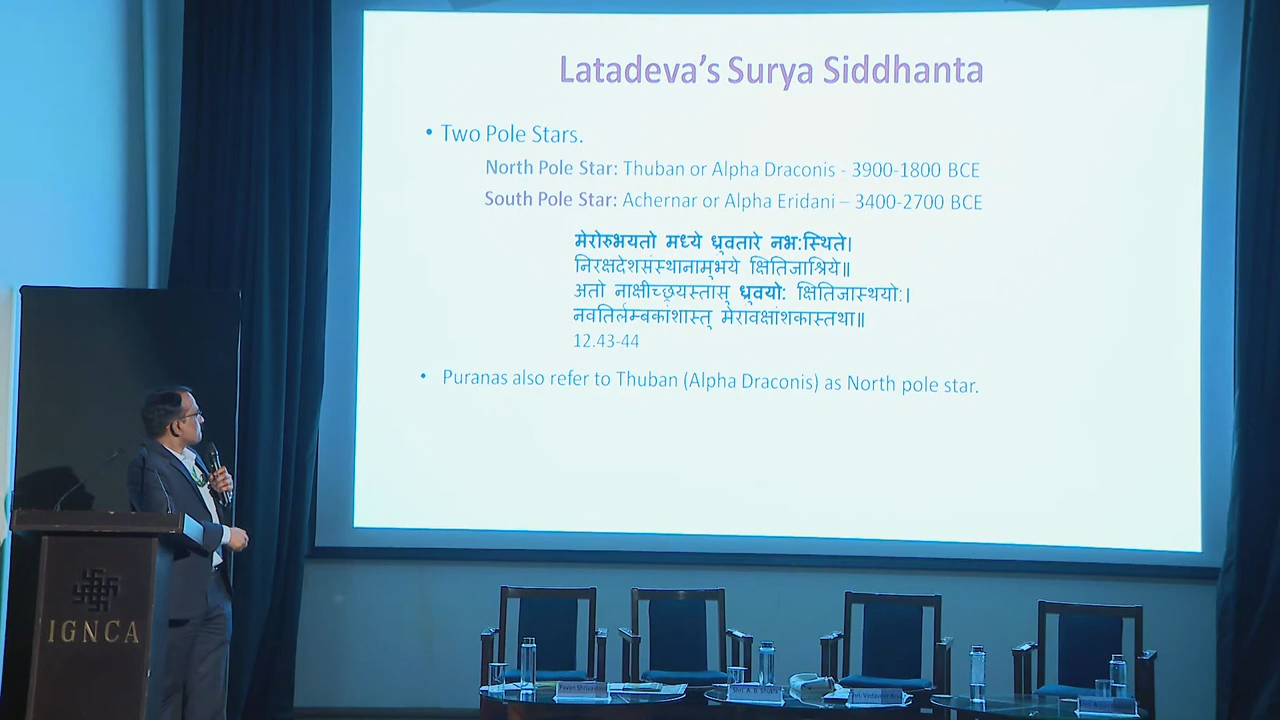 Latadeva's Surya Siddhanta
• Two Pole Stars.
North Pole Star: Thuban or Alpha Draconis - 3900-1800 BCE
South Pole Star: Achernar or Alpha Eridani – 3400-2700 BCE
मेरोरुभयतो मध्ये ध्रुवतारे नभ:स्थिते।
निरक्षदेशसंस्थानामुभये क्षितिजाश्रिये॥
अतो नाक्षोच्छ्रयस्तासु ध्रुवयो: क्षितिजास्थयो:।
नवतिर्लम्बकांशास्तु मेरावक्षांशकास्तथा॥
12.43-44
• Puranas also refer to Thuban (Alpha Draconis) as North pole star.
IGNCA